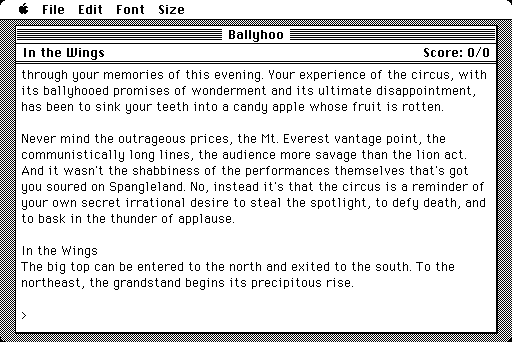 File Edit Font Size
Ballyhoo
In the Wings Score: 0/0
through your memories of this evening. Your experience of the circus, with
its ballyhooed promises of wonderment and its ultimate disappointment,
has been to sink your teeth into a candy apple whose fruit is rotten.
Never mind the outrageous prices, the Mt. Everest vantage point, the
communistically long lines, the audience more savage than the lion act.
And it wasn't the shabbiness of the performances themselves that's got
you soured on Spangleland. No, instead it's that the circus is a reminder of
your own secret irrational desire to steal the spotlight, to defy death, and
to bask in the thunder of applause.
In the Wings
The big top can be entered to the north and exited to the south. To the
northeast, the grandstand begins its precipitous rise.
>